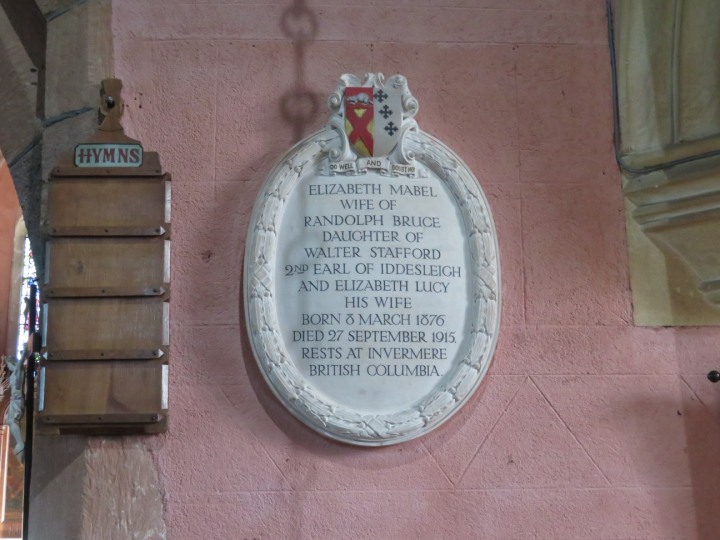 HYMNS
DO WELL AND DOUBT NOT
ELIZABETH MABEL
WIFE OF
RANDOLPH BRUCE
DAUGHTER OF
WALTER STAFFORD
2ND EARL OF IDDESLEIGH
AND ELIZABETH LUCY
HIS WIFE
BORN 8 MARCH 1876
DIED 27 SEPTEMBER 1915.
RESTS AT INVERMERE
BRITISH COLUMBIA.